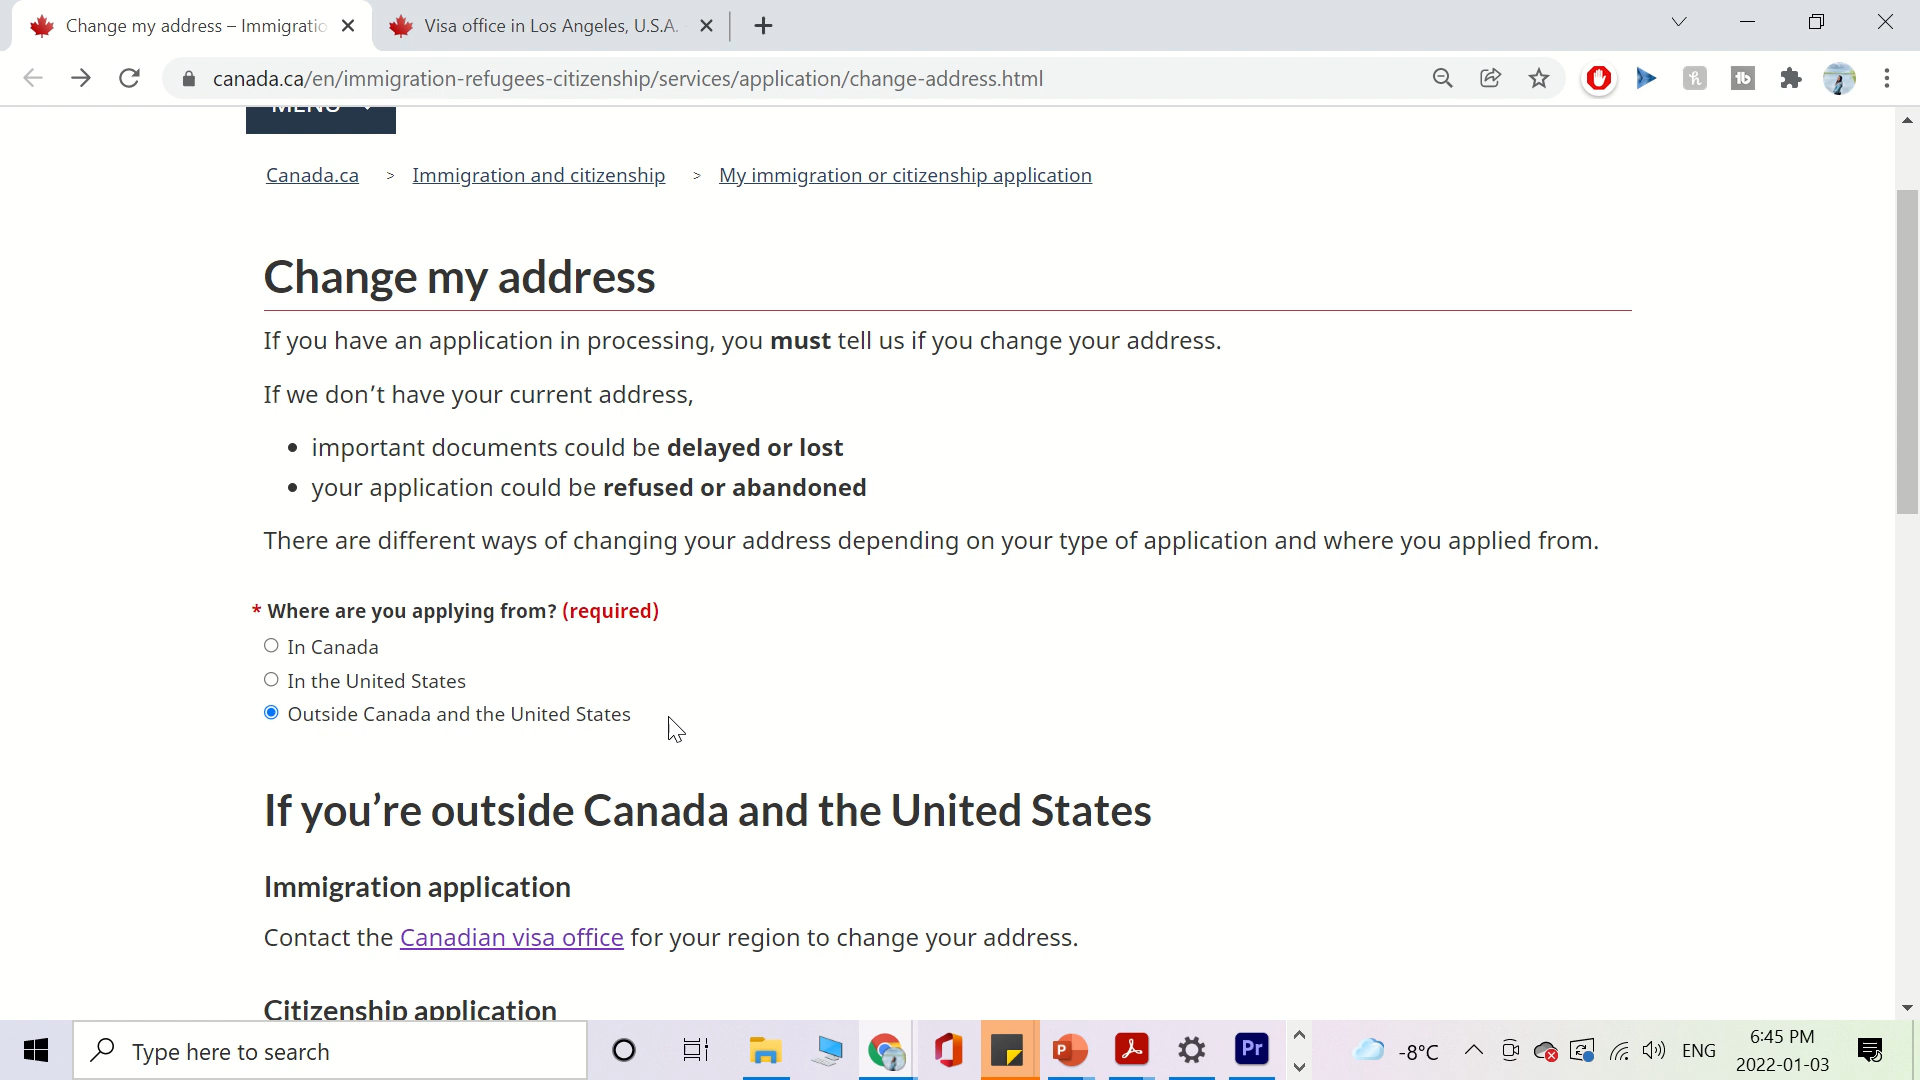 Change my address – Immigratio
Visa office in Los Angeles, U.S.A.
canada.ca/en/immigration-refugees-citizenship/services/application/change-address.html
MENU
Canada.ca > Immigration and citizenship > My immigration or citizenship application
Change my address
If you have an application in processing, you must tell us if you change your address.
If we don’t have your current address,
• important documents could be delayed or lost
• your application could be refused or abandoned
There are different ways of changing your address depending on your type of application and where you applied from.
* Where are you applying from? (required)
In Canada
In the United States
Outside Canada and the United States
If you’re outside Canada and the United States
Immigration application
Contact the Canadian visa office for your region to change your address.
Citizenship application
Type here to search
Pr
-8°C
ENG
6:45 PM
2022-01-03